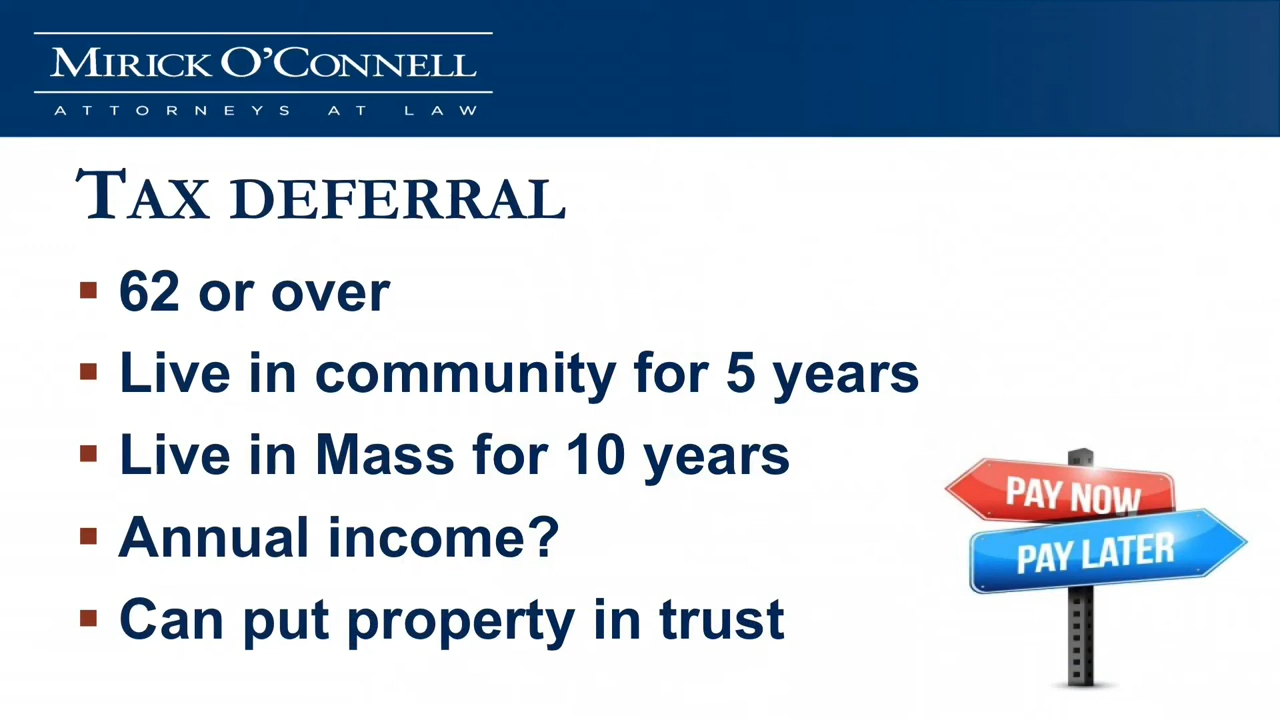 MIRICK O'CONNELL
ATTORNEYS AT LAW
TAX DEFERRAL
62 or over
Live in community for 5 years
Live in Mass for 10 years
Annual income?
Can put property in trust
PAY NOW
PAY LATER